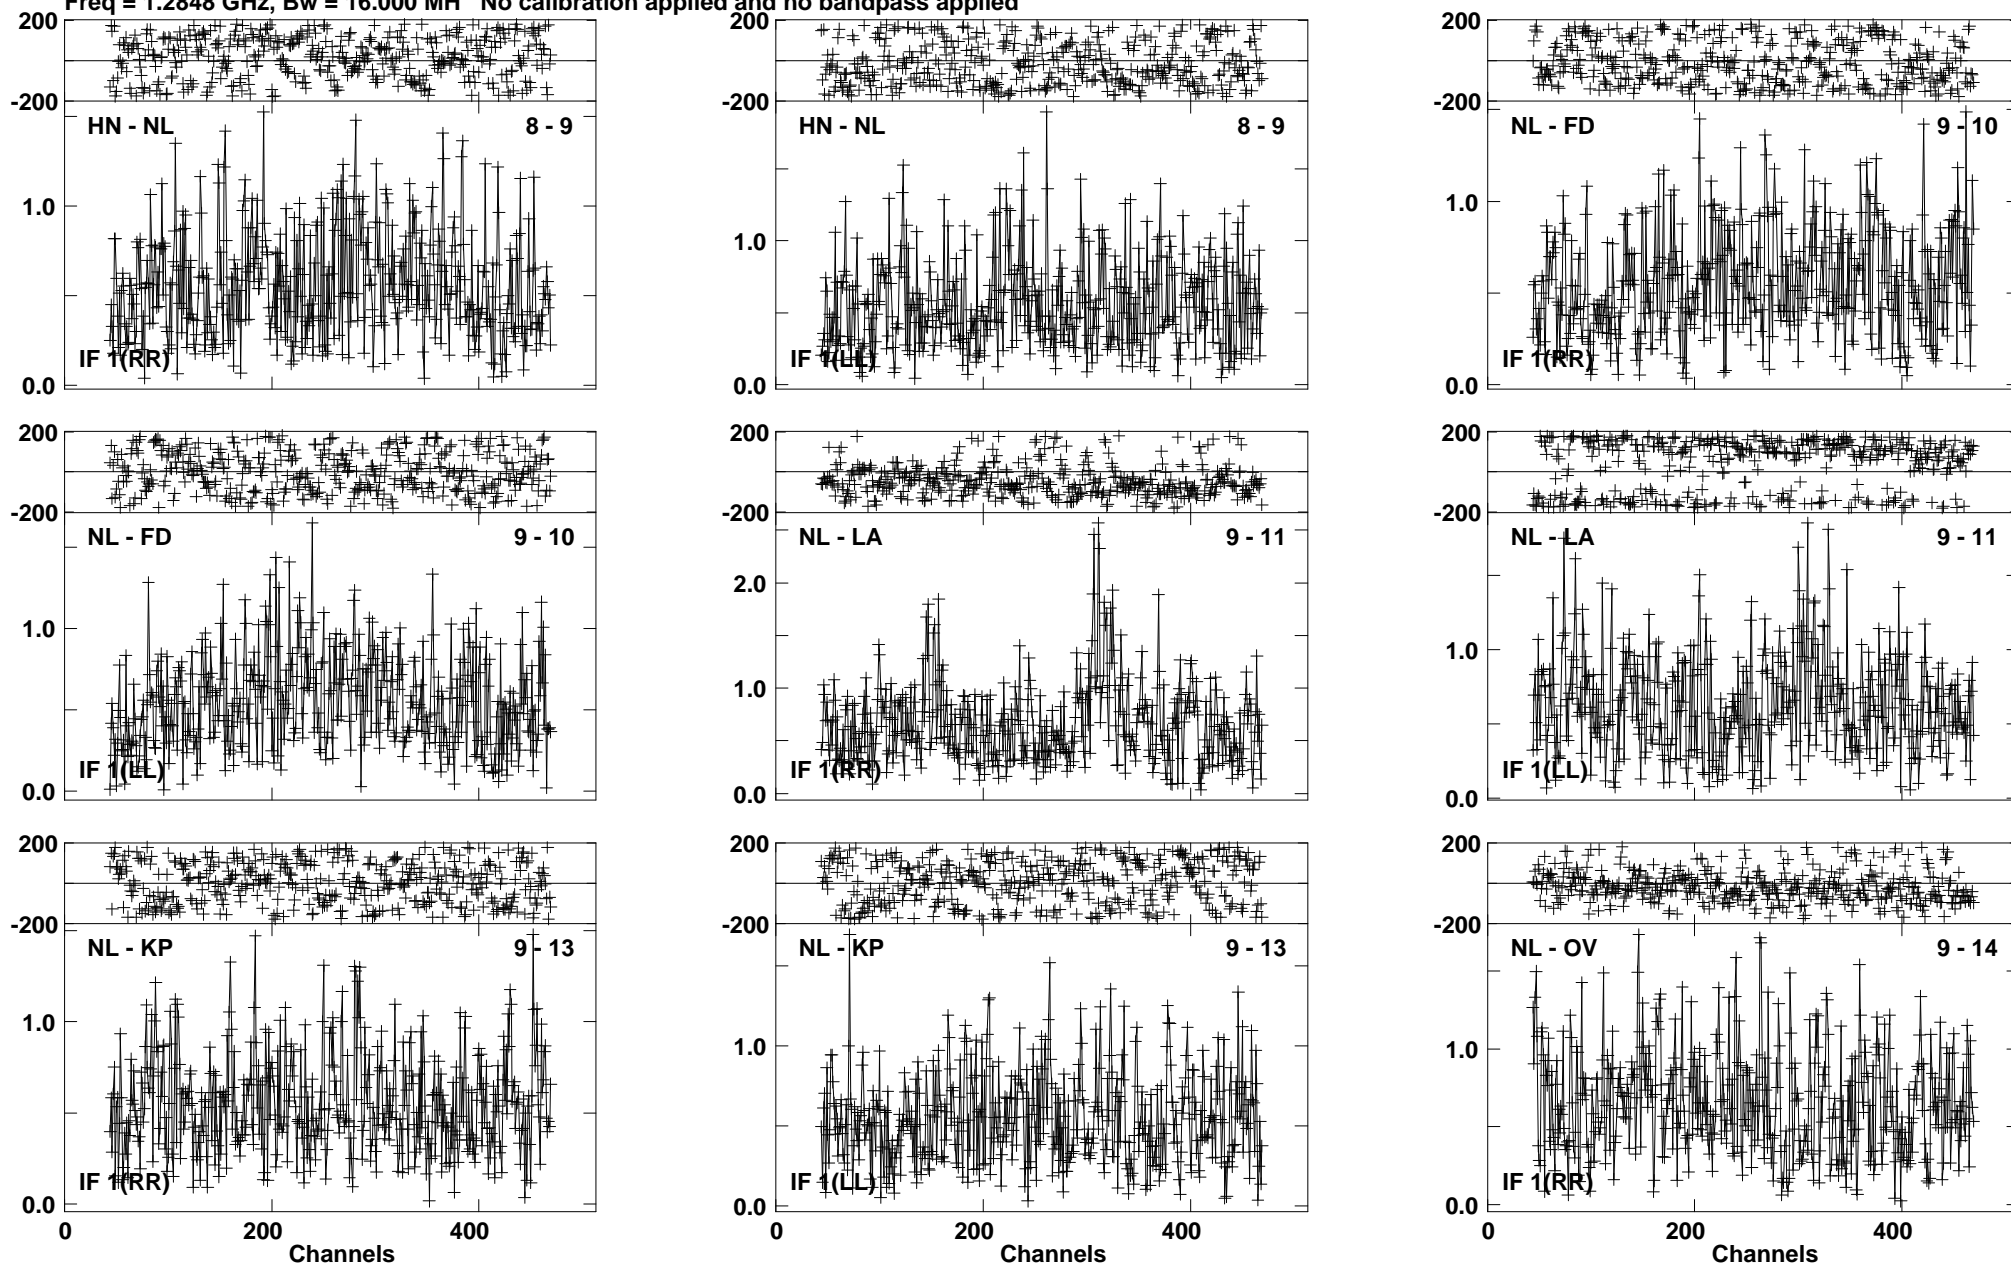 Freq = 1.2848 GHz, Bw = 16.000 MH No calibration applied and no bandpass applied
200
-200
HN - NL 8 - 9
1.0
IF 1(RR)
0.0
200
-200
HN - NL 8 - 9
1.0
IF 1(LL)
0.0
200
-200
NL - FD 9 - 10
1.0
IF 1(RR)
0.0
200
-200
NL - FD 9 - 10
1.0
IF 1(LL)
0.0
200
-200
NL - LA 9 - 11
2.0
1.0
IF 1(RR)
0.0
200
-200
NL - LA 9 - 11
1.0
IF 1(LL)
0.0
200
-200
NL - KP 9 - 13
1.0
IF 1(RR)
0.0
0 200 400
Channels
200
-200
NL - KP 9 - 13
1.0
IF 1(LL)
0.0
0 200 400
Channels
200
-200
NL - OV 9 - 14
1.0
IF 1(RR)
0.0
0 200 400
Channels